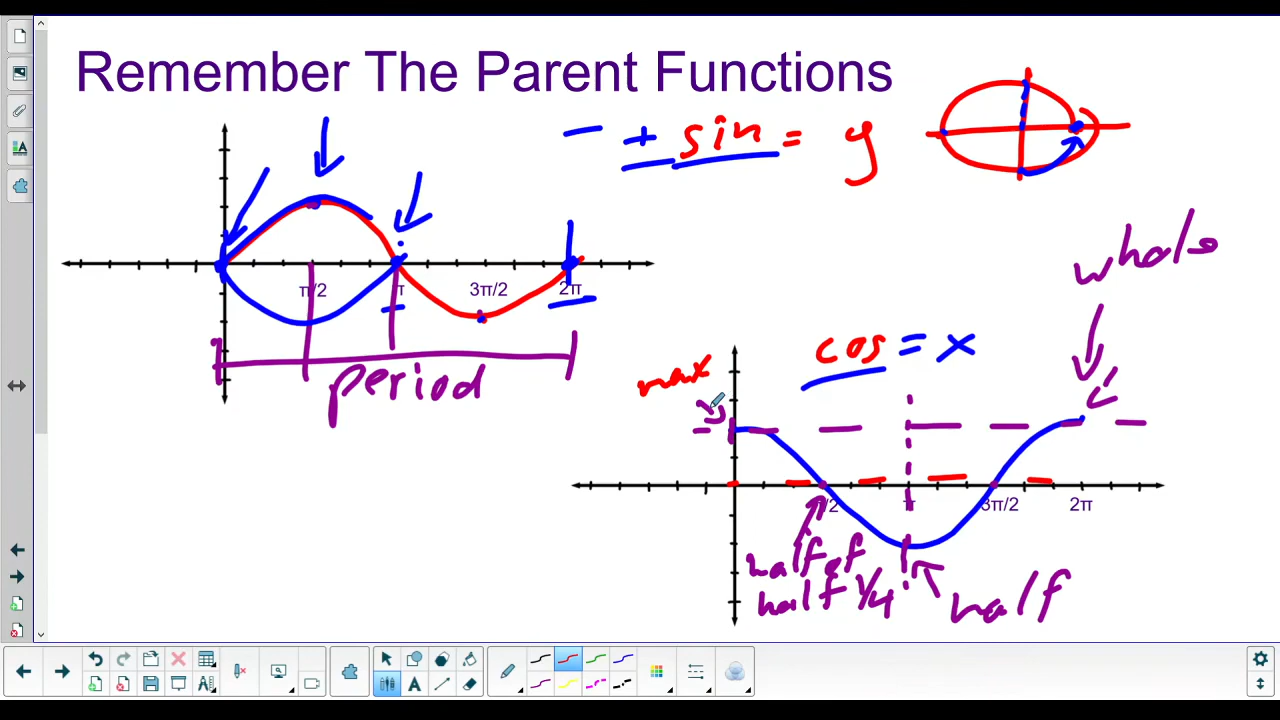 Remember The Parent Functions
− + sin = y
π/2 π 3π/2 2π
period
whole
cos = x
max
π/2 π 3π/2 2π
half of
half 1/4
half